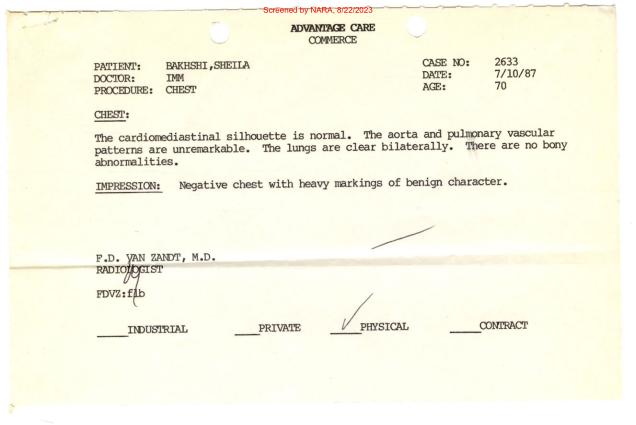 Screened by NARA, 8/22/2023
ADVANTAGE CARE
COMMERCE
PATIENT: BAKHSHI,SHEILA CASE NO: 2633
DOCTOR: IMM DATE: 7/10/87
PROCEDURE: CHEST AGE: 70
CHEST:
The cardiomediastinal silhouette is normal. The aorta and pulmonary vascular
patterns are unremarkable. The lungs are clear bilaterally. There are no bony
abnormalities.
IMPRESSION: Negative chest with heavy markings of benign character.
F.D. VAN ZANDT, M.D.
RADIOLOGIST
FDVZ:flb
INDUSTRIAL PRIVATE PHYSICAL CONTRACT